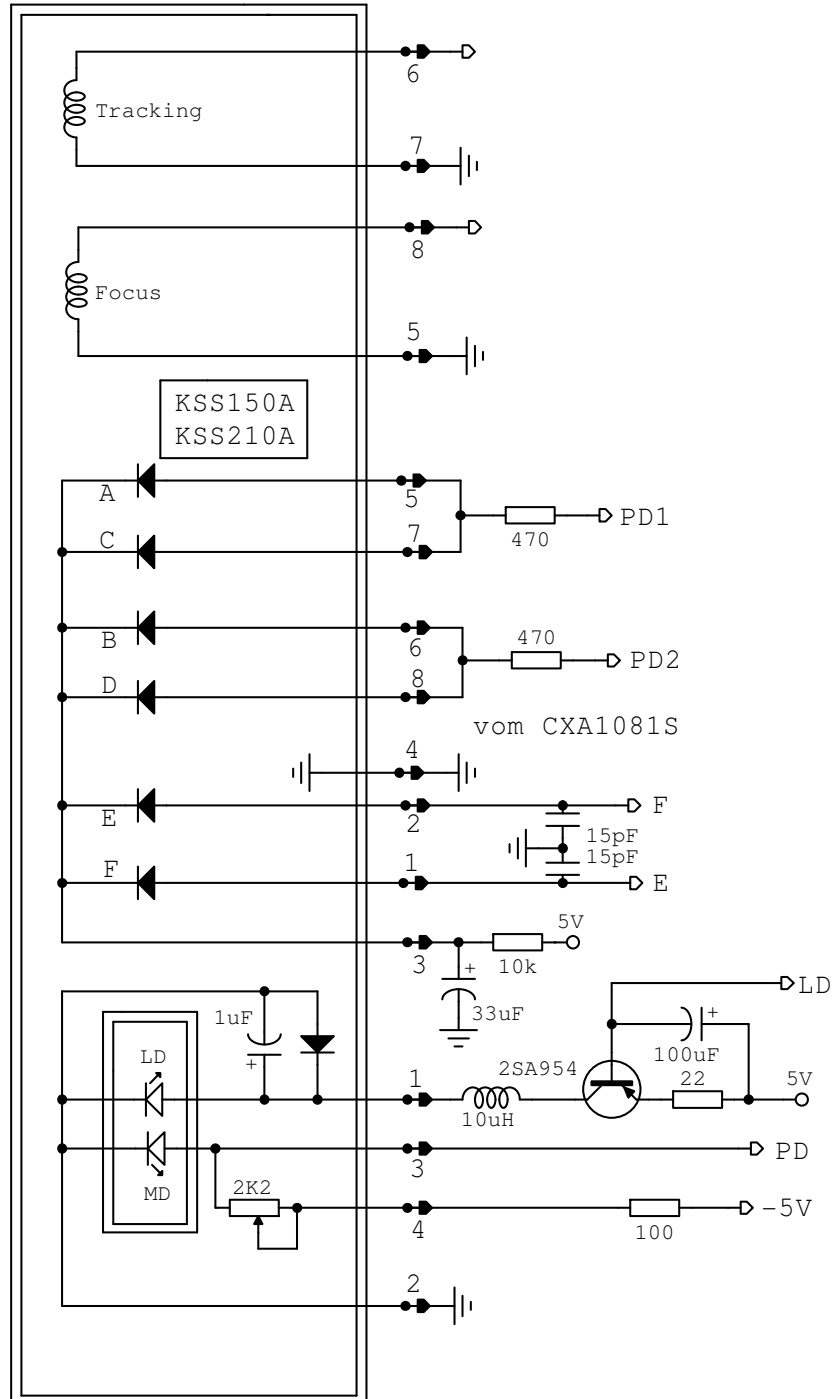 6
Tracking
7
8
Focus
5
KSS150A
KSS210A
A
5
PD1
C
7
470
B
6
470
PD2
D
8
vom CXA1081S
4
E
2
F
15pF
15pF
F
1
E
5V
3
10k
+
33uF
LD
1uF
+
+
100uF
LD
2SA954
22
5V
1
10uH
PD
3
MD
2K2
4
100
-5V
2